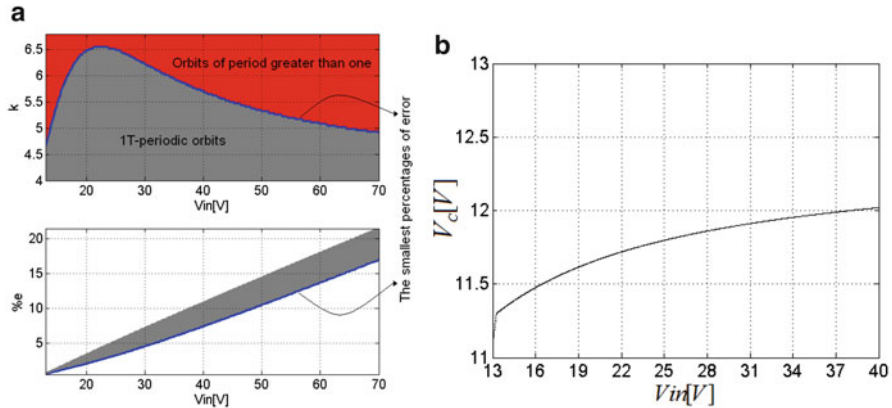 a
6.5
6
5.5
5
4.5
4
k
Orbits of period greater than one
1T-periodic orbits
20 30 40 50 60 70
Vin[V]
20
15
10
5
%e
20 30 40 50 60 70
Vin[V]
The smallest percentages of error
b
13
12.5
12
11.5
11
Vc[V]
13 16 19 22 25 28 31 34 37 40
Vin[V]